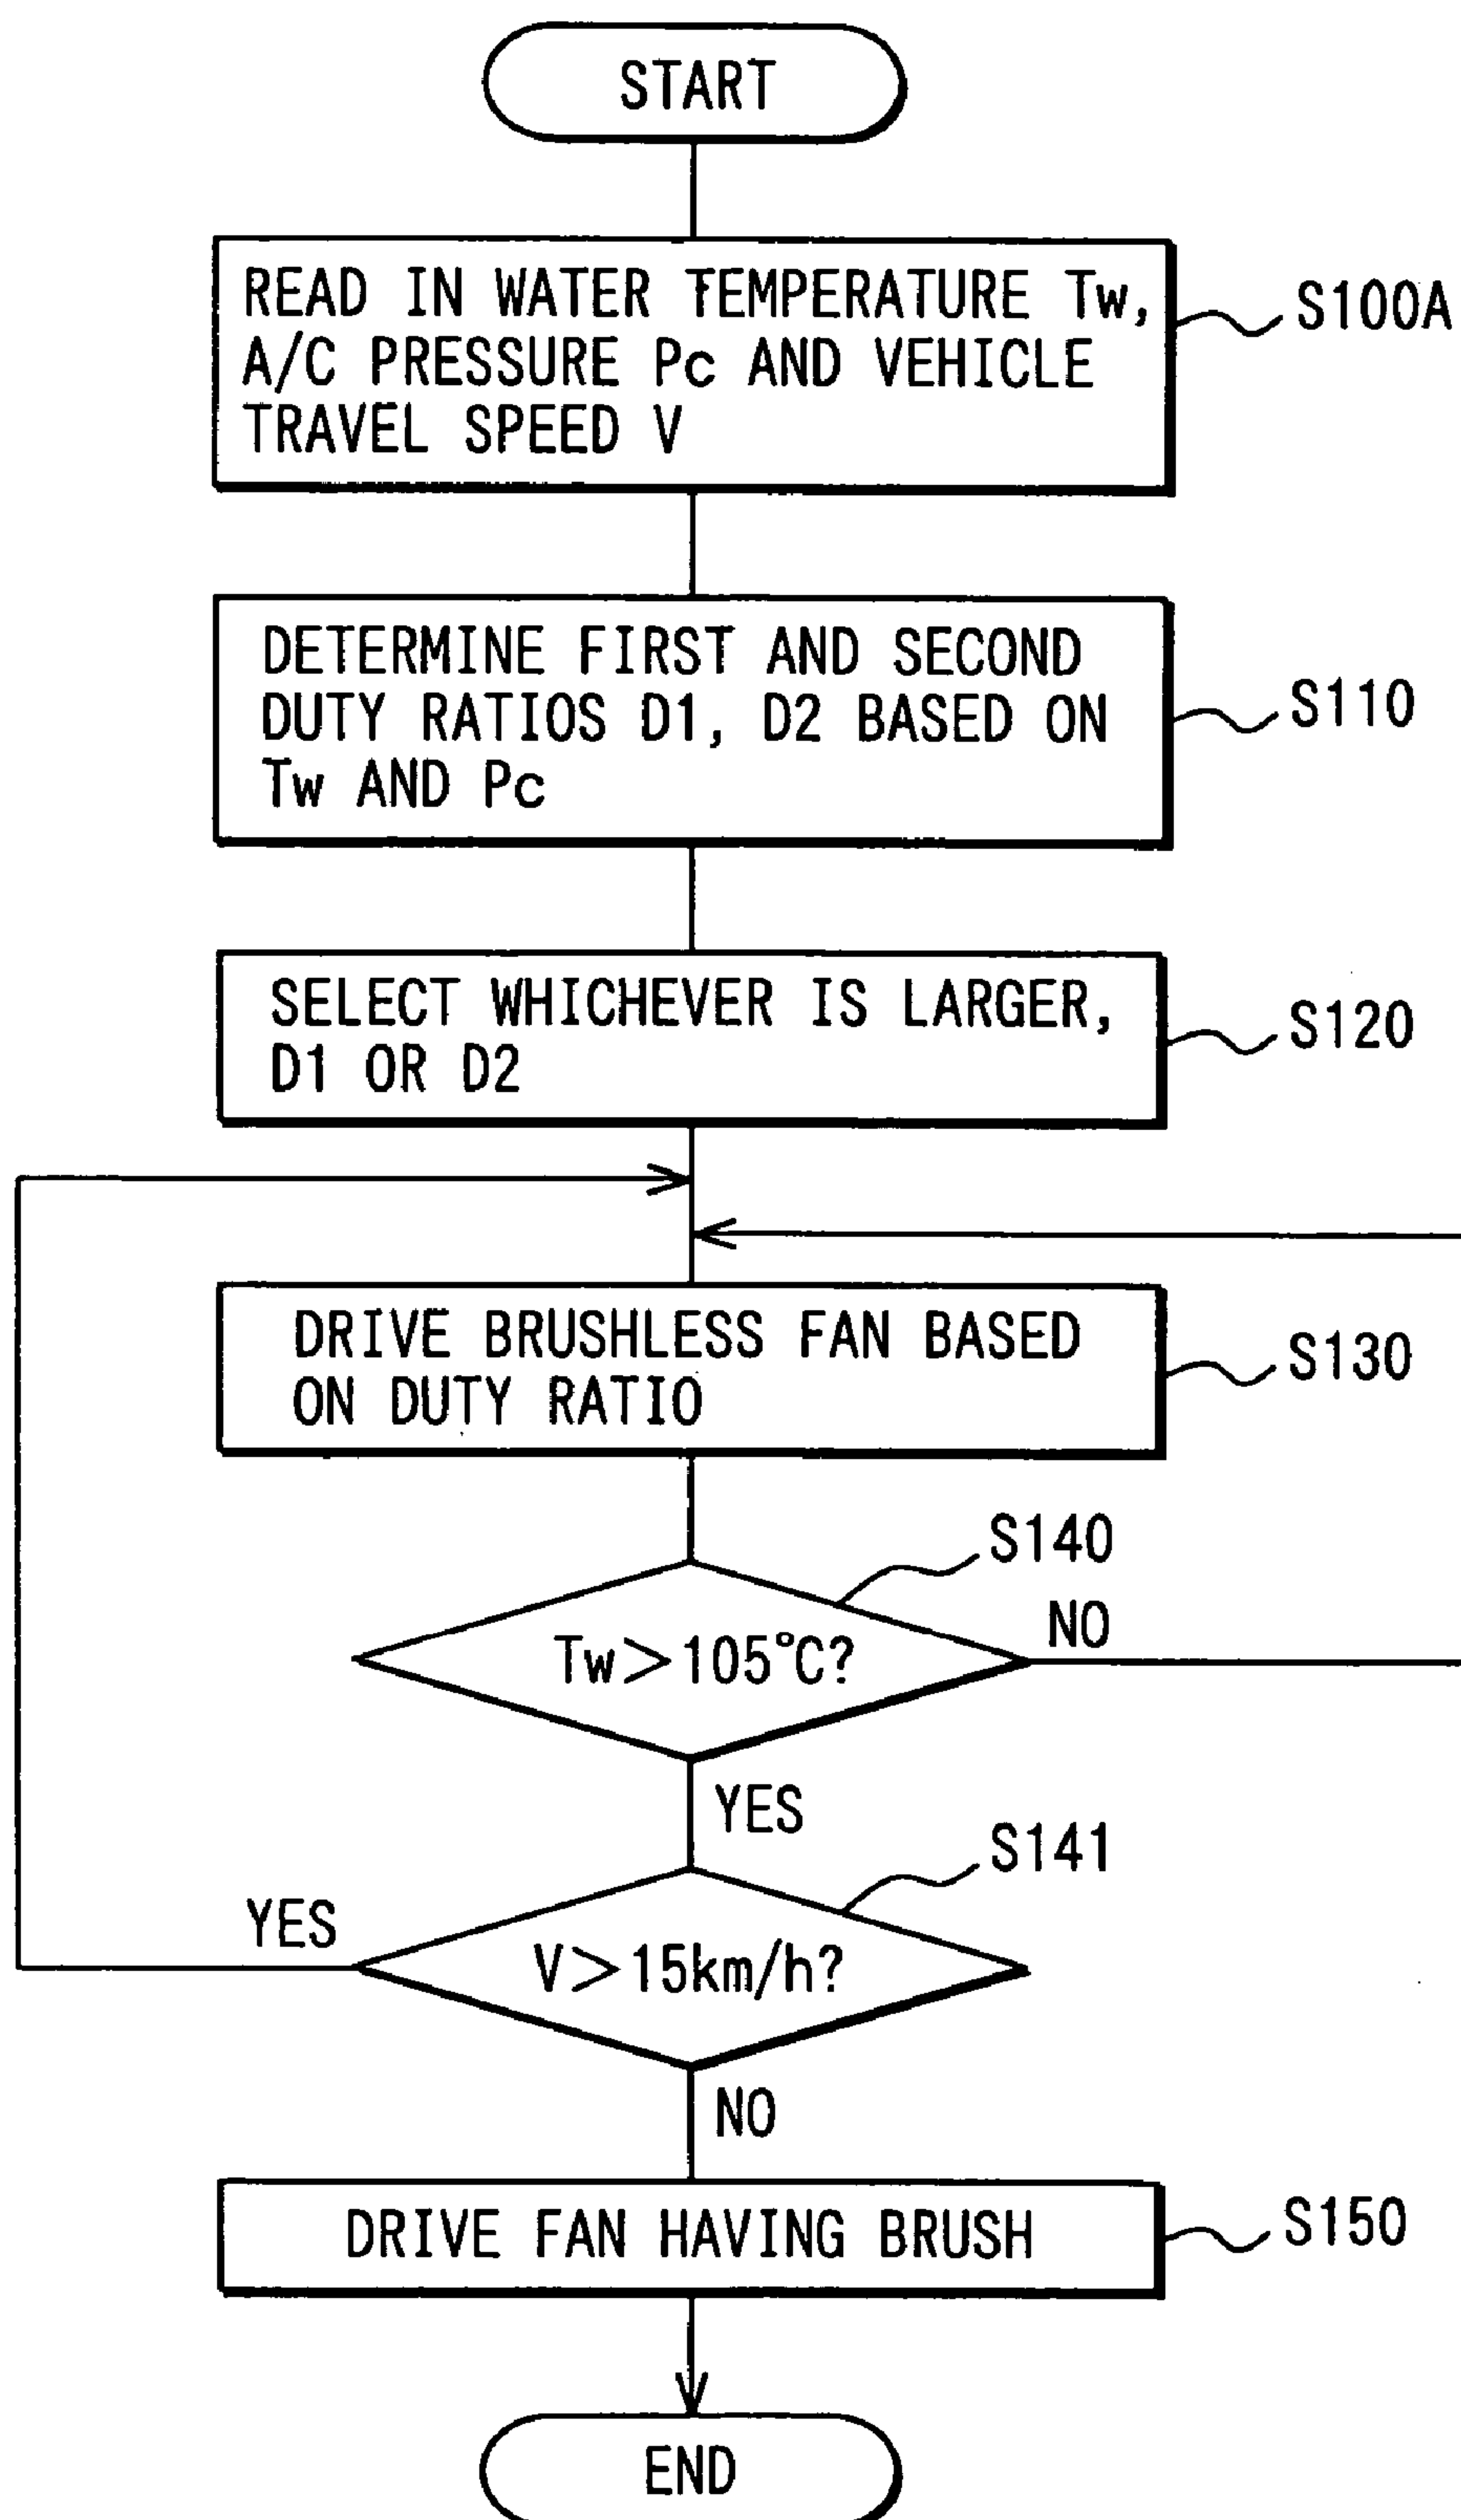 START
READ IN WATER TEMPERATURE Tw,
A/C PRESSURE Pc AND VEHICLE
TRAVEL SPEED V
S100A
DETERMINE FIRST AND SECOND
DUTY RATIOS D1, D2 BASED ON
Tw AND Pc
S110
SELECT WHICHEVER IS LARGER,
D1 OR D2
S120
DRIVE BRUSHLESS FAN BASED
ON DUTY RATIO
S130
S140
Tw>105°C?
NO
YES
S141
V>15km/h?
YES
NO
DRIVE FAN HAVING BRUSH
S150
END